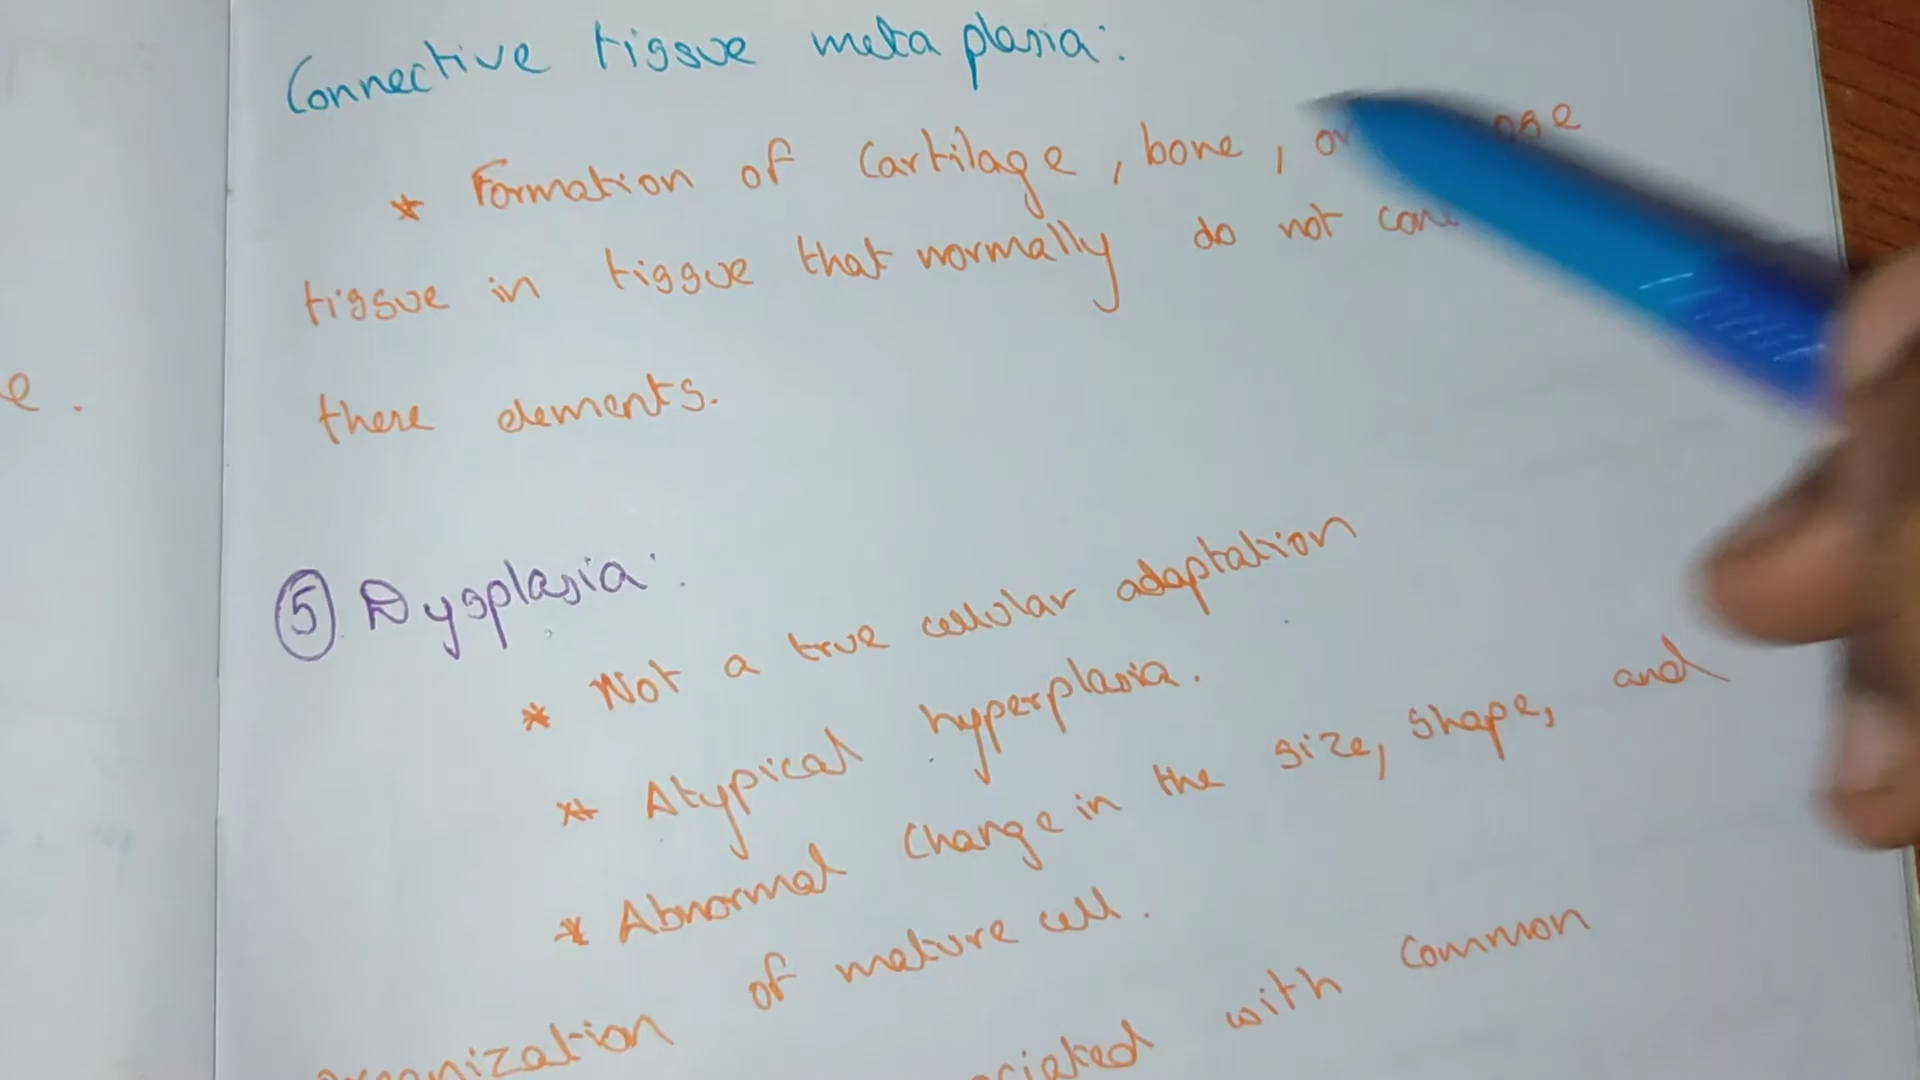 Connective tissue metaplasia:
* Formation of Cartilage, bone, or
tissue in tissue that normally do not
there elements.
e.
5 Dysplasia:
* Not a true cellular adaptation
* Atypical hyperplasia.
* Abnormal change in the size, shape, and
of mature cell.
with common